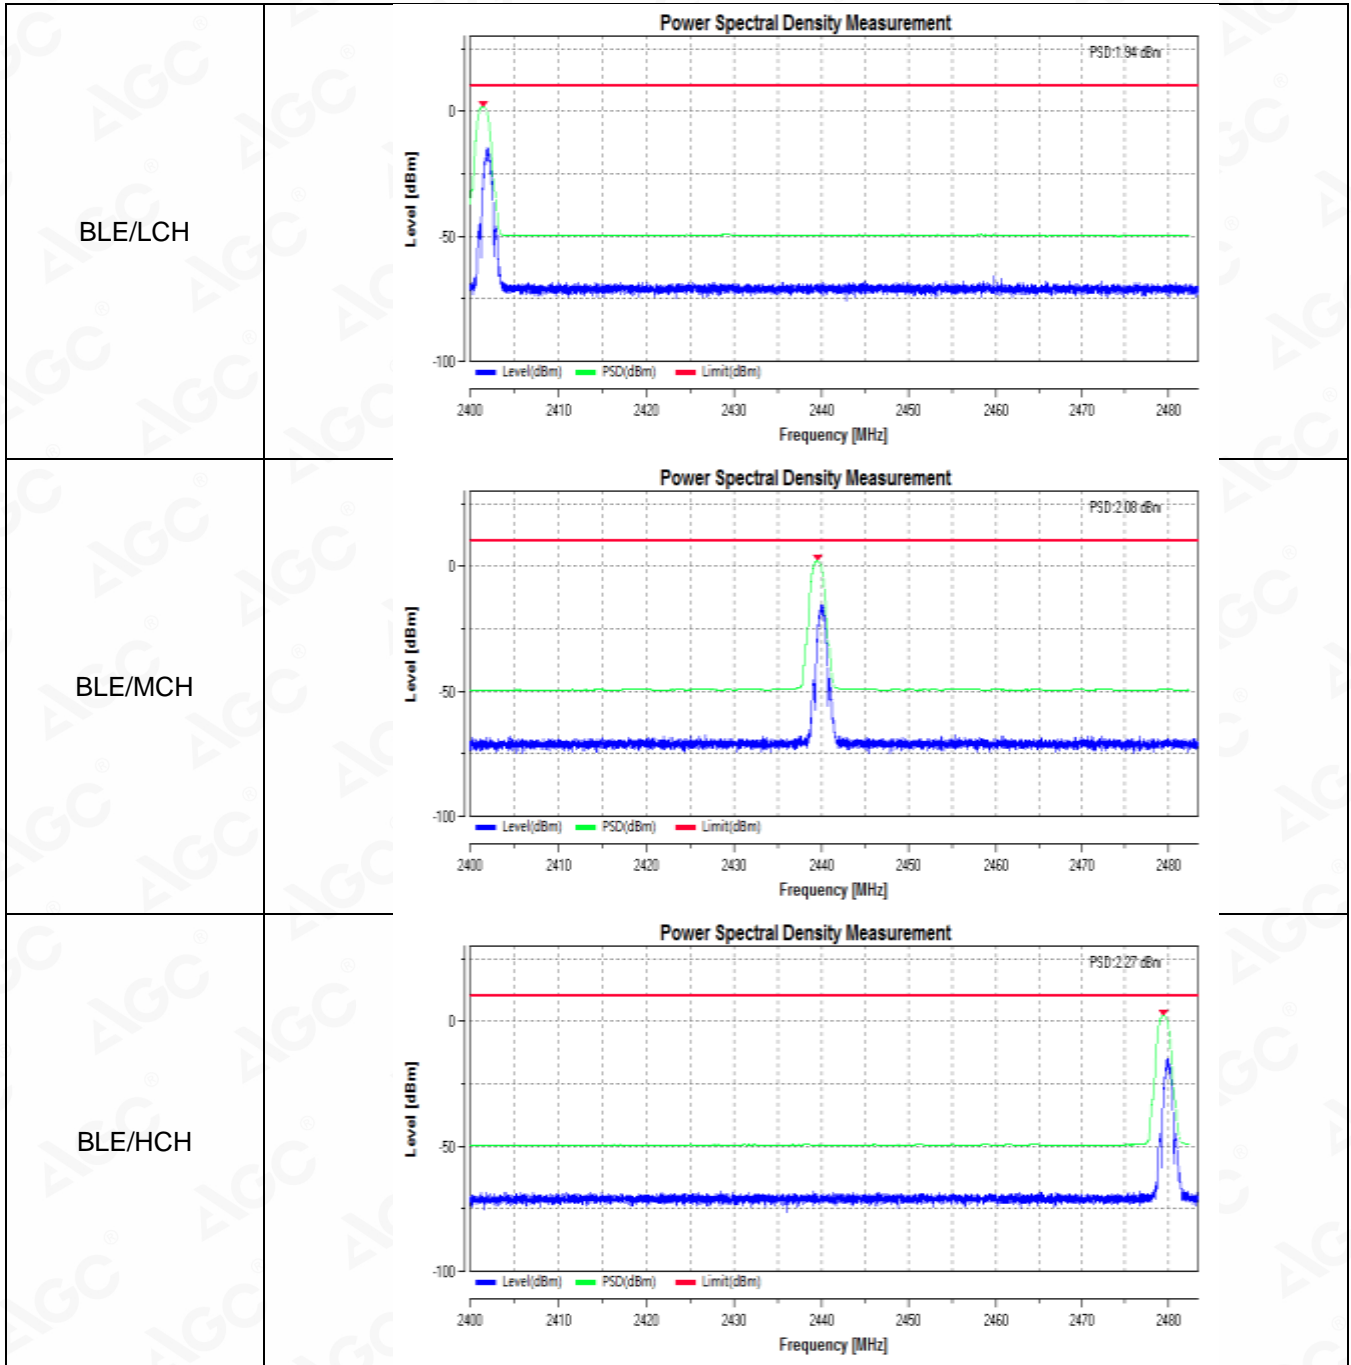 Power Spectral Density Measurement
PSD:1.94 dBm
BLE/LCH
Level [dBm]
0
-50
-100
Level(dBm) PSD(dBm) Limit(dBm)
2400 2410 2420 2430 2440 2450 2460 2470 2480
Frequency [MHz]
Power Spectral Density Measurement
PSD:2.08 dBm
BLE/MCH
Level [dBm]
0
-50
-100
Level(dBm) PSD(dBm) Limit(dBm)
2400 2410 2420 2430 2440 2450 2460 2470 2480
Frequency [MHz]
Power Spectral Density Measurement
PSD:2.27 dBm
BLE/HCH
Level [dBm]
0
-50
-100
Level(dBm) PSD(dBm) Limit(dBm)
2400 2410 2420 2430 2440 2450 2460 2470 2480
Frequency [MHz]
AGC